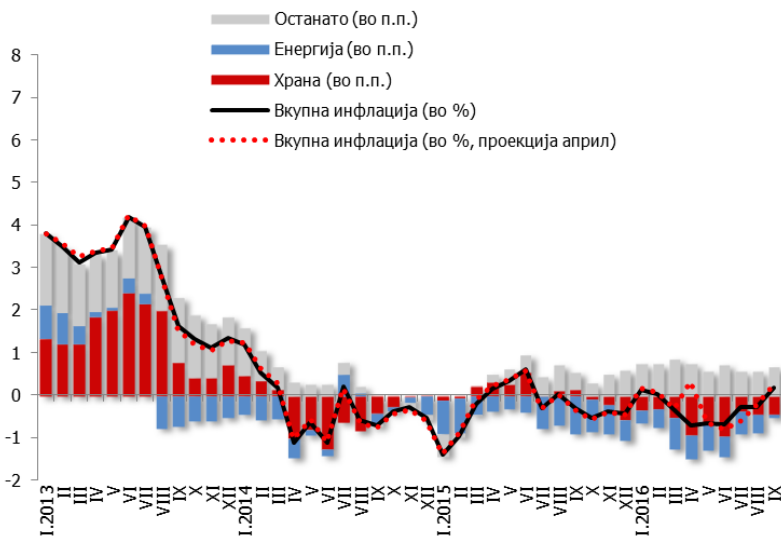 Останато (во п.п.)
Енергија (во п.п.)
Храна (во п.п.)
Вкупна инфлација (во %)
Вкупна инфлација (во %, проекција април)
8
7
6
5
4
3
2
1
0
-1
-2
I.2013
II
III
IV
V
VI
VII
VIII
IX
X
XI
XII
I.2014
II
III
IV
V
VI
VII
VIII
IX
X
XI
XII
I.2015
II
III
IV
V
VI
VII
VIII
IX
X
XI
XII
I.2016
II
III
IV
V
VI
VII
VIII
IX